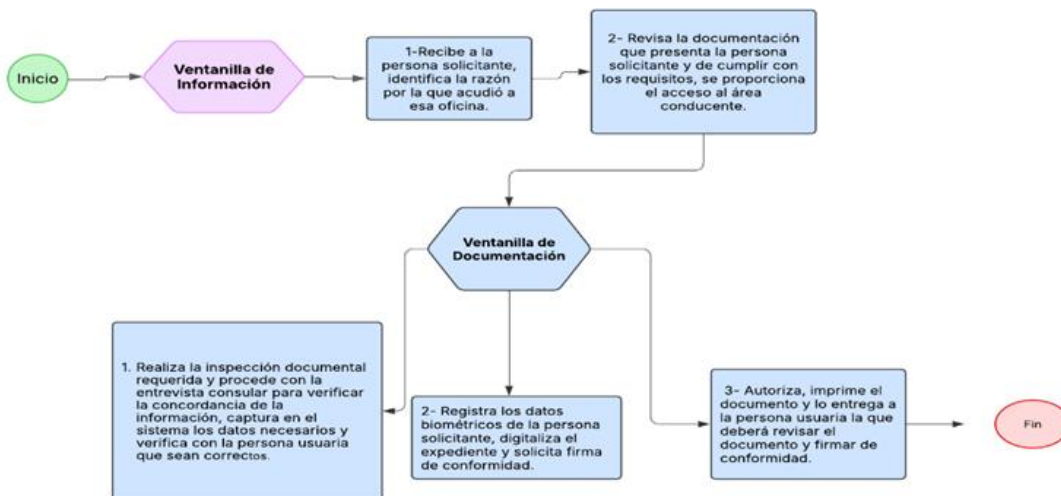 Inicio
Ventanilla de
Información
1-Recibe a la
persona solicitante,
identifica la razón
por la que acudió a
esa oficina.
2- Revisa la documentación
que presenta la persona
solicitante y de cumplir con
los requisitos, se proporciona
el acceso al área
conducente.
Ventanilla de
Documentación
1. Realiza la inspección documental
requerida y procede con la
entrevista consular para verificar
la concordancia de la
información, captura en el
sistema los datos necesarios y
verifica con la persona usuaria
que sean correctos.
2- Registra los datos
biométricos de la persona
solicitante, digitaliza el
expediente y solicita firma
de conformidad.
3- Autoriza, imprime el
documento y lo entrega a
la persona usuaria la que
deberá revisar el
documento y firmar de
conformidad.
Fin